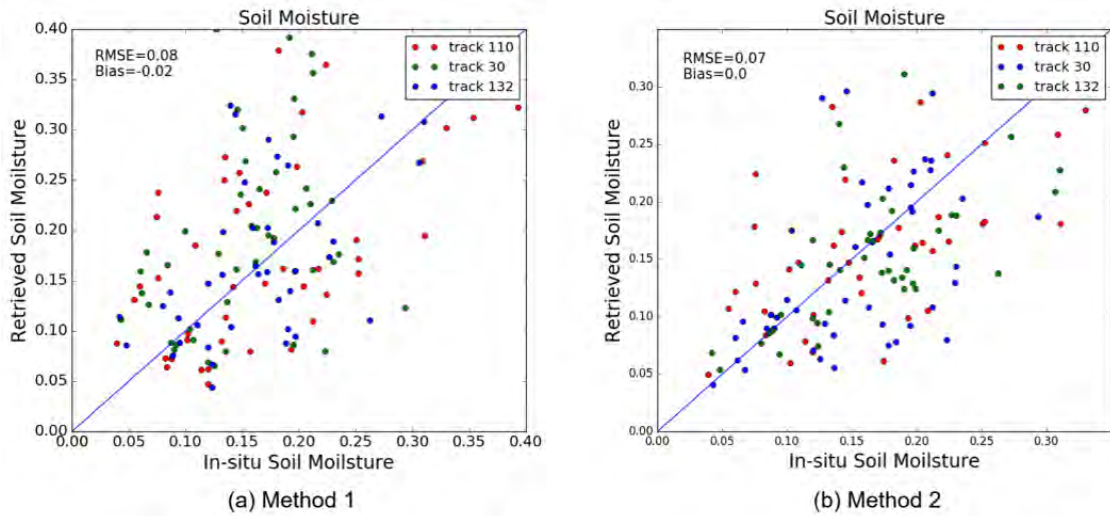 Soil Moisture
RMSE=0.08
Bias=-0.02
track 110
track 30
track 132
0.40
0.35
0.30
0.25
0.20
0.15
0.10
0.05
0.00
Retrieved Soil Moilsture
0.00 0.05 0.10 0.15 0.20 0.25 0.30 0.35 0.40
In-situ Soil Moilsture
(a) Method 1
Soil Moisture
RMSE=0.07
Bias=0.0
track 110
track 30
track 132
0.30
0.25
0.20
0.15
0.10
0.05
0.00
Retrieved Soil Moilsture
0.00 0.05 0.10 0.15 0.20 0.25 0.30
In-situ Soil Moilsture
(b) Method 2